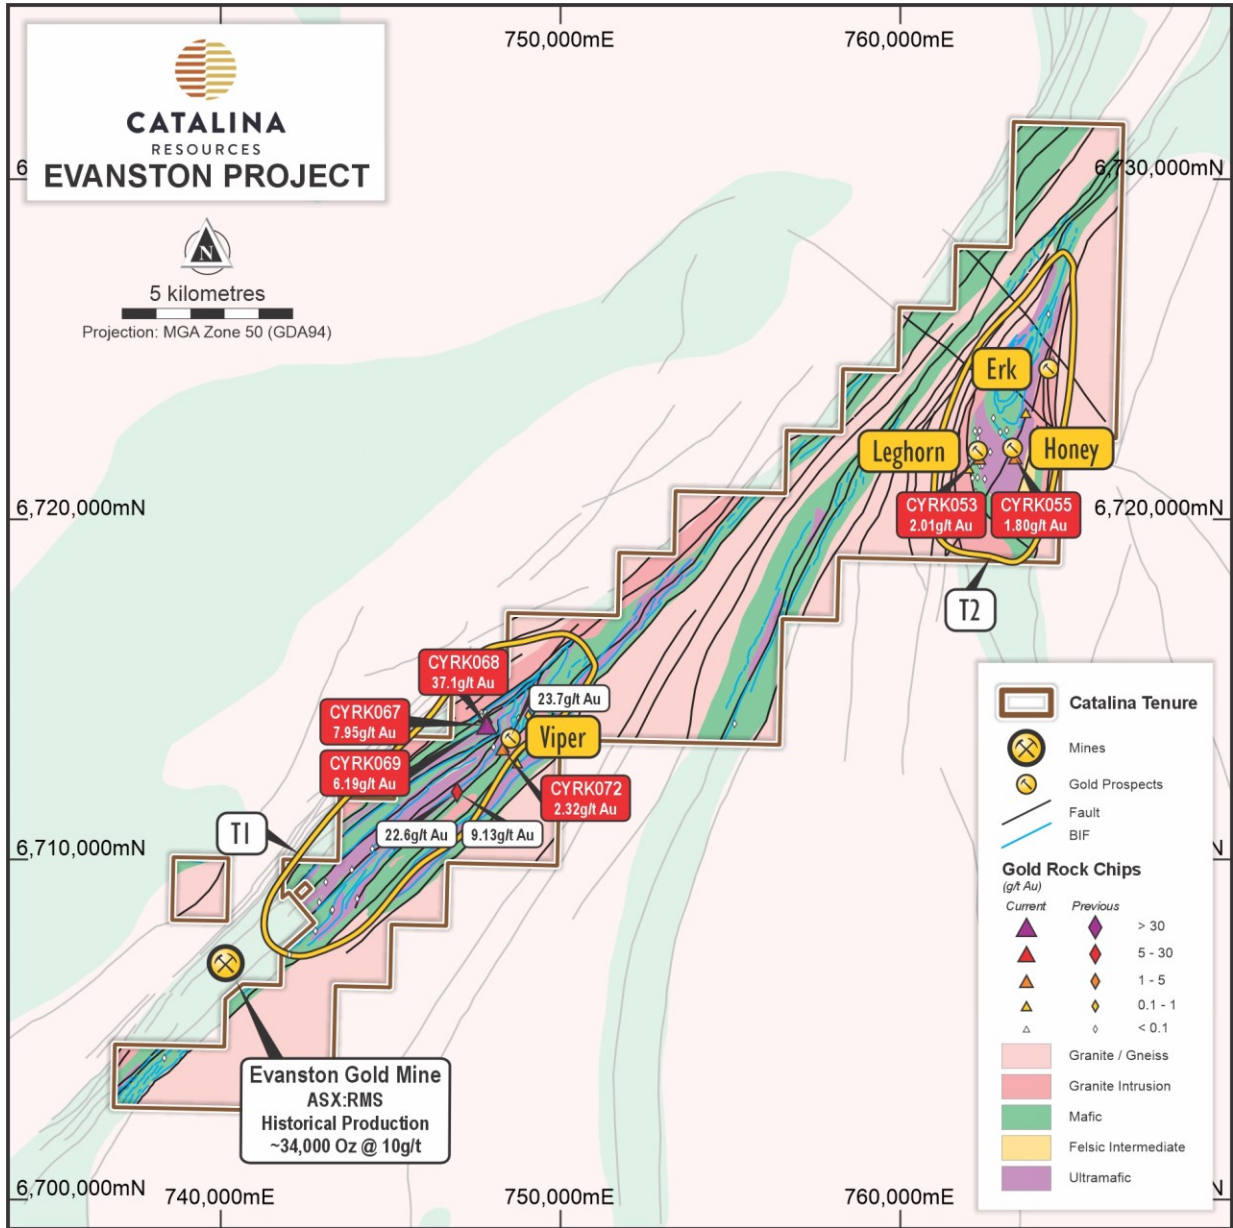 CATALINA
RESOURCES
EVANSTON PROJECT
750,000mE
760,000mE
6
6,730,000mN
N
5 kilometres
Projection: MGA Zone 50 (GDA94)
Erk
Leghorn
Honey
CYRK053
2.01g/t Au
CYRK055
1.80g/t Au
6,720,000mN
6,720,000mN
T2
CYRK068
37.1g/t Au
23.7g/t Au
CYRK067
7.95g/t Au
Viper
CYRK069
6.19g/t Au
CYRK072
2.32g/t Au
T1
22.6g/t Au
9.13g/t Au
6,710,000mN
N
Evanston Gold Mine
ASX:RMS
Historical Production
~34,000 Oz @ 10g/t
Catalina Tenure
Mines
Gold Prospects
Fault
BIF
Gold Rock Chips
(g/t Au)
Current
Previous
> 30
5 - 30
1 - 5
0.1 - 1
< 0.1
Granite / Gneiss
Granite Intrusion
Mafic
Felsic Intermediate
Ultramafic
6,700,000mN
740,000mE
750,000mE
760,000mE